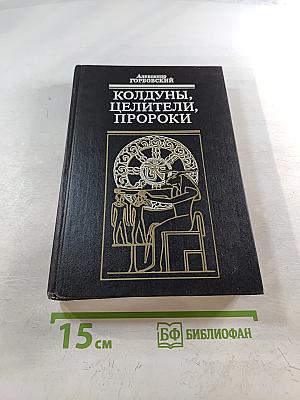 Александр
ГОРБОВСКИЙ
КОЛДУНЫ,
ЦЕЛИТЕЛИ,
ПРОРОКИ
15 см
БФ БИБЛИОФАН